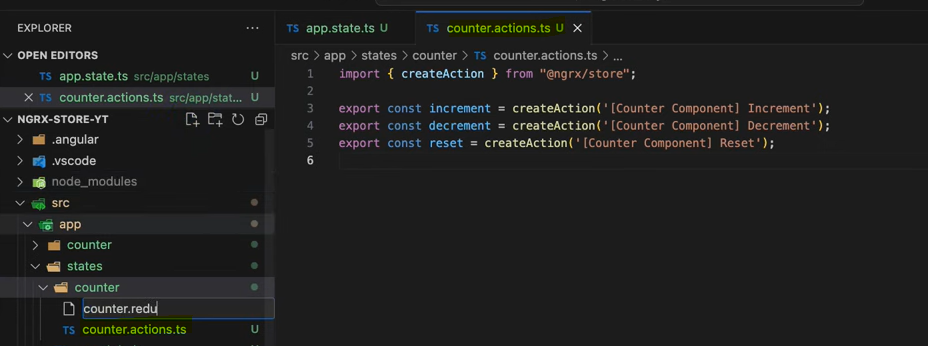 EXPLORER
OPEN EDITORS
TS app.state.ts src/app/states U
TS counter.actions.ts src/app/stat... U
NGRX-STORE-YT
.angular
.vscode
node_modules
src
app
counter
states
counter
counter.redu
TS counter.actions.ts U
TS app.state.ts U
TS counter.actions.ts U
src > app > states > counter > TS counter.actions.ts > ...
1 import { createAction } from "@ngrx/store";
2
3 export const increment = createAction('[Counter Component] Increment');
4 export const decrement = createAction('[Counter Component] Decrement');
5 export const reset = createAction('[Counter Component] Reset');
6